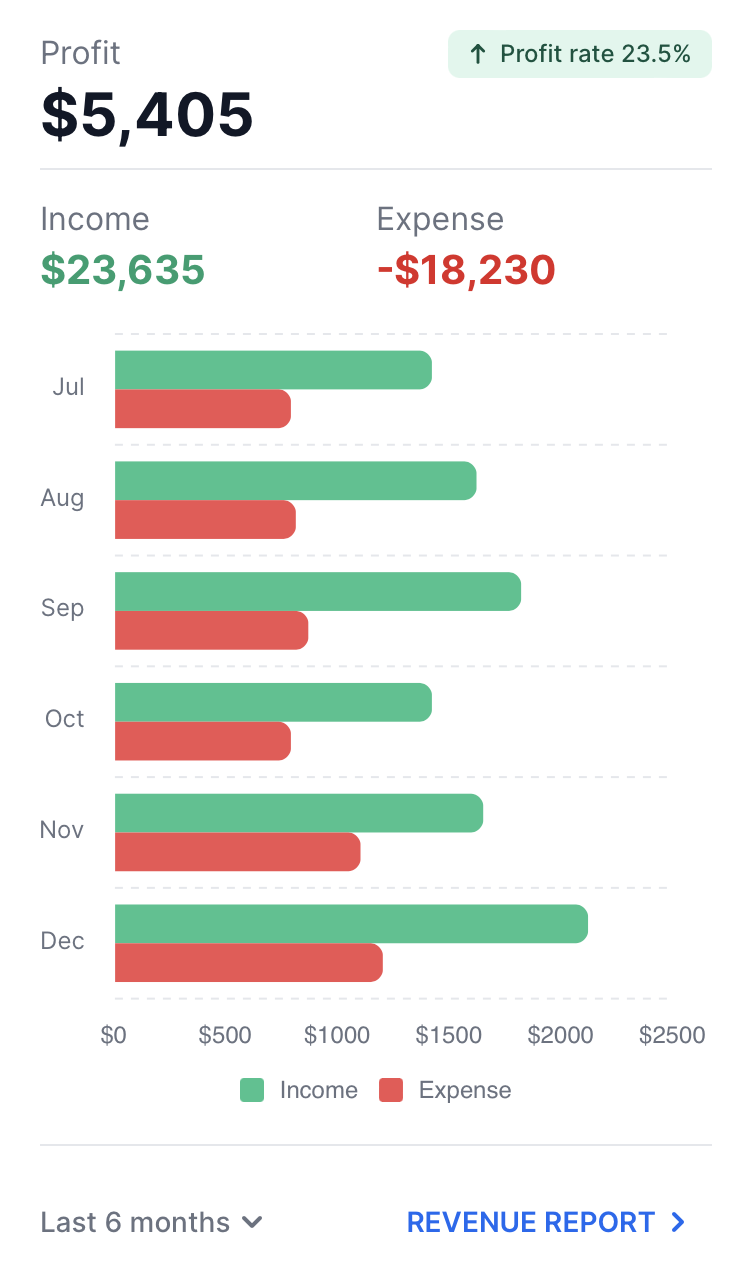 Profit
↑ Profit rate 23.5%
$5,405
Income
Expense
$23,635
-$18,230
Jul
Aug
Sep
Oct
Nov
Dec
$0 $500 $1000 $1500 $2000 $2500
Income Expense
Last 6 months
REVENUE REPORT